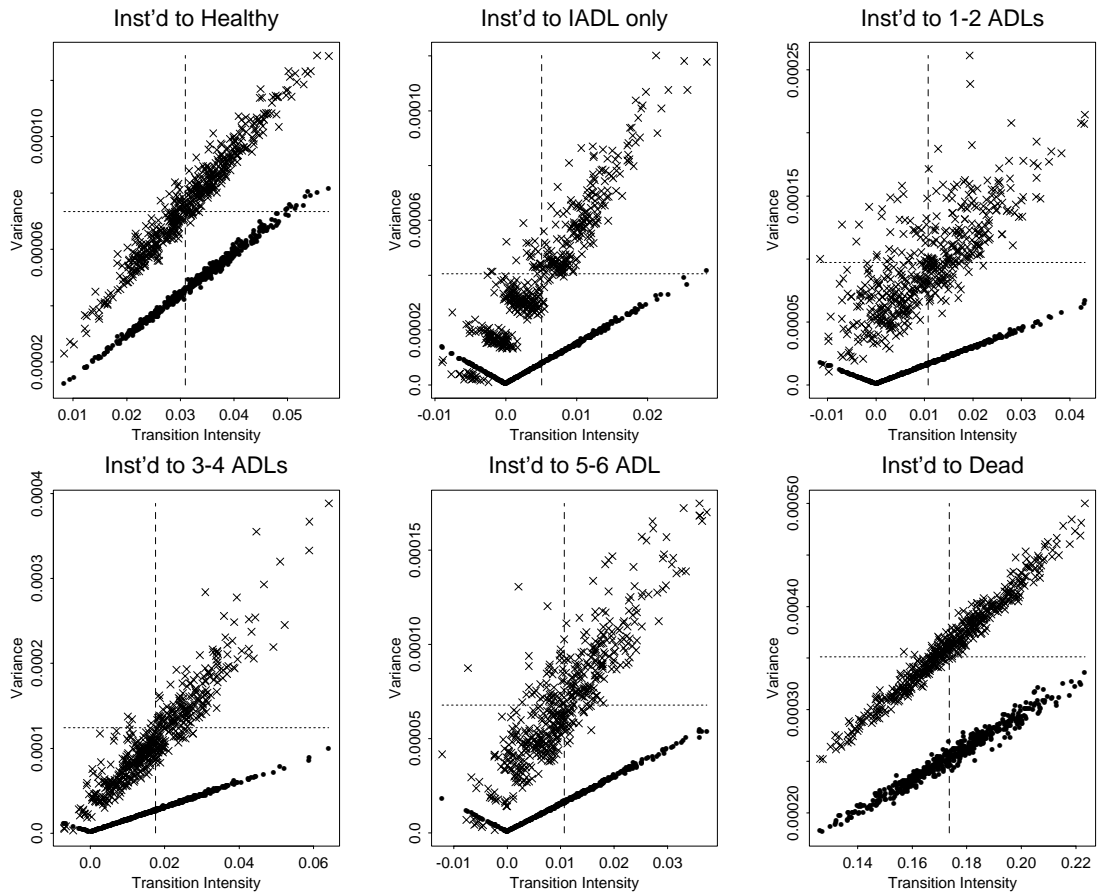 Inst'd to Healthy
Variance
0.00002 0.00006 0.00010
0.01 0.02 0.03 0.04 0.05
Transition Intensity
Inst'd to IADL only
Variance
0.0 0.00002 0.00006 0.00010
-0.01 0.0 0.01 0.02
Transition Intensity
Inst'd to 1-2 ADLs
Variance
0.0 0.00005 0.00015 0.00025
-0.01 0.0 0.01 0.02 0.03 0.04
Transition Intensity
Inst'd to 3-4 ADLs
Variance
0.0 0.0001 0.0002 0.0003 0.0004
0.0 0.02 0.04 0.06
Transition Intensity
Inst'd to 5-6 ADL
Variance
0.0 0.00005 0.00010 0.00015
-0.01 0.0 0.01 0.02 0.03
Transition Intensity
Inst'd to Dead
Variance
0.00020 0.00030 0.00040 0.00050
0.14 0.16 0.18 0.20 0.22
Transition Intensity